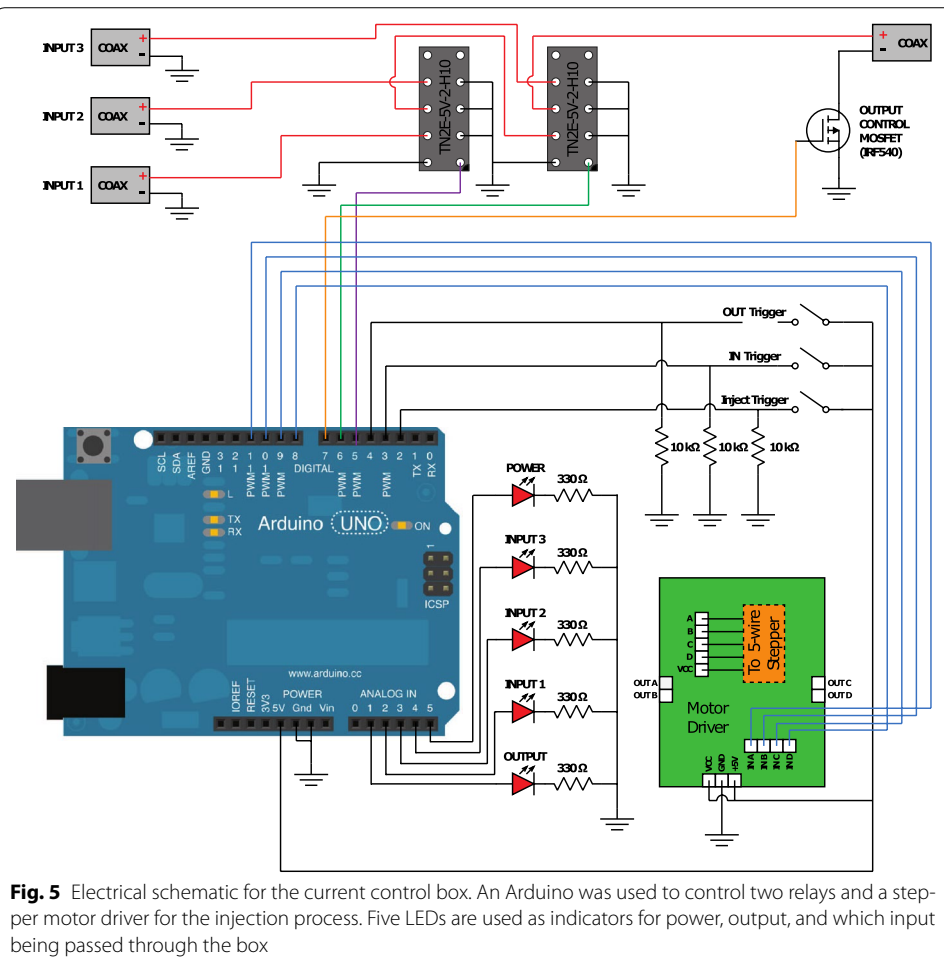 INPUT 3 COAX + -
INPUT 2 COAX + -
INPUT 1 COAX + -
TN2E-5V-2-H10
TN2E-5V-2-H10
+ - COAX
OUTPUT
CONTROL
MOSFET
(IRF540)
OUT Trigger
IN Trigger
Inject Trigger
10 kΩ 10 kΩ 10 kΩ
SCL SDA AREF GND 13 12 PWM 11 PWM 10 PWM 9 8 7 PWM 6 PWM 5 4 PWM 3 2 TX 1 RX 0
DIGITAL
L
TX
RX
Arduino UNO ON
1
ICSP
www.arduino.cc
POWER ANALOG IN
IOREF RESET 3V3 5V Gnd Vin 0 1 2 3 4 5
POWER 330 Ω
INPUT 3 330 Ω
INPUT 2 330 Ω
INPUT 1 330 Ω
OUTPUT 330 Ω
A
B
C
D
VCC
To 5-wire
Stepper
OUT A
OUT B
OUT C
OUT D
Motor
Driver
VCC GND +5V
IN A IN B IN C IN D
Fig. 5 Electrical schematic for the current control box. An Arduino was used to control two relays and a step-
per motor driver for the injection process. Five LEDs are used as indicators for power, output, and which input
being passed through the box